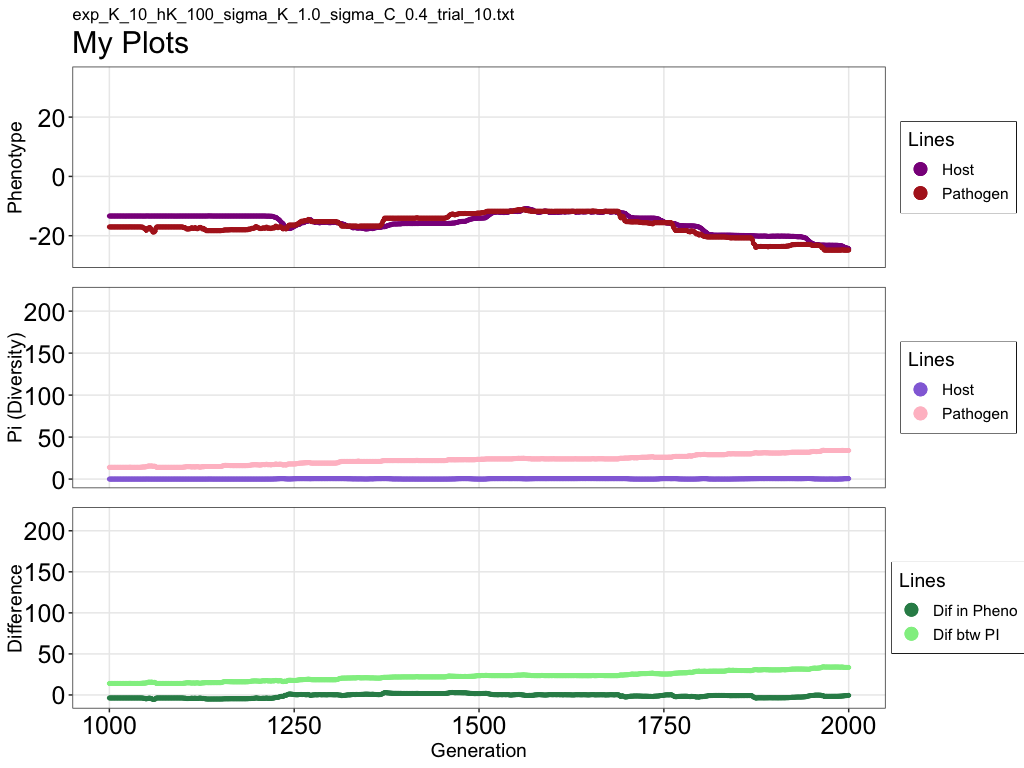 exp_K_10_hK_100_sigma_K_1.0_sigma_C_0.4_trial_10.txt
My Plots
Phenotype
20
0
-20
Lines
Host
Pathogen
Pi (Diversity)
200
150
100
50
0
Lines
Host
Pathogen
Difference
200
150
100
50
0
Lines
Dif in Pheno
Dif btw PI
1000 1250 1500 1750 2000
Generation